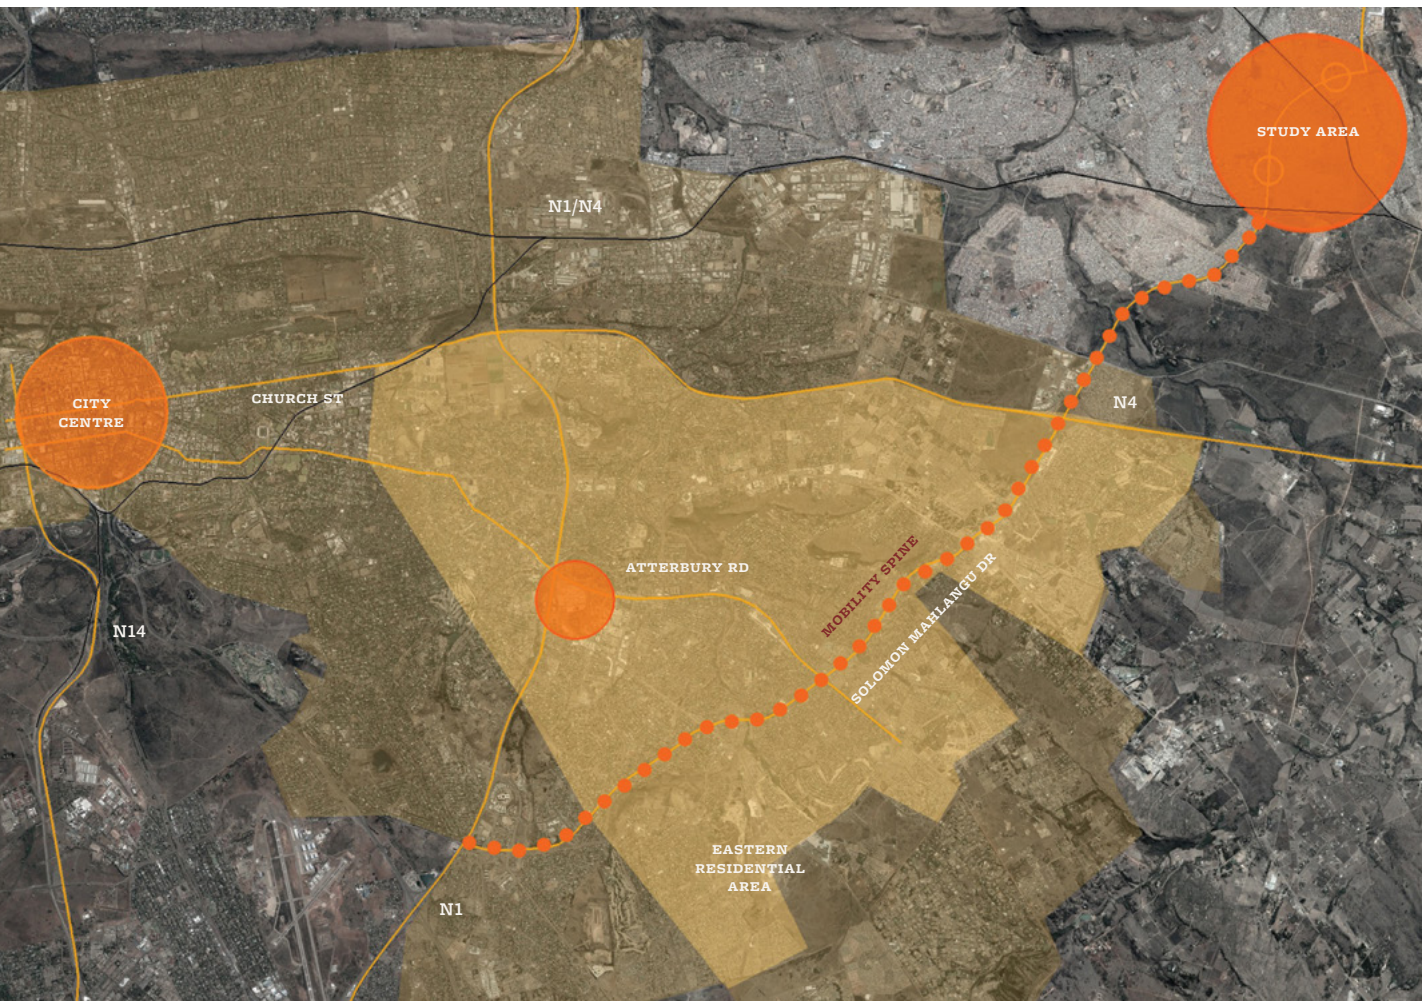 STUDY AREA
N1/N4
CITY
CENTRE
CHURCH ST
N4
ATTERBURY RD
MOBILITY SPINE
SOLOMON MAHLANGU DR
N14
EASTERN
RESIDENTIAL
AREA
N1